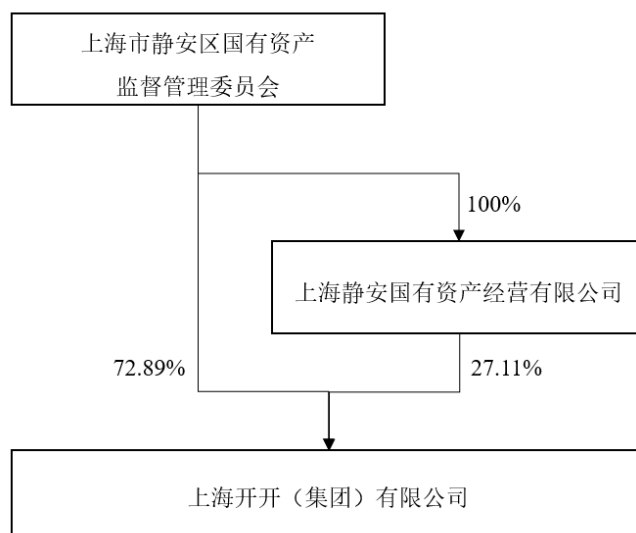 上海市静安区国有资产
监督管理委员会
100%
上海静安国有资产经营有限公司
72.89%
27.11%
上海开开（集团）有限公司